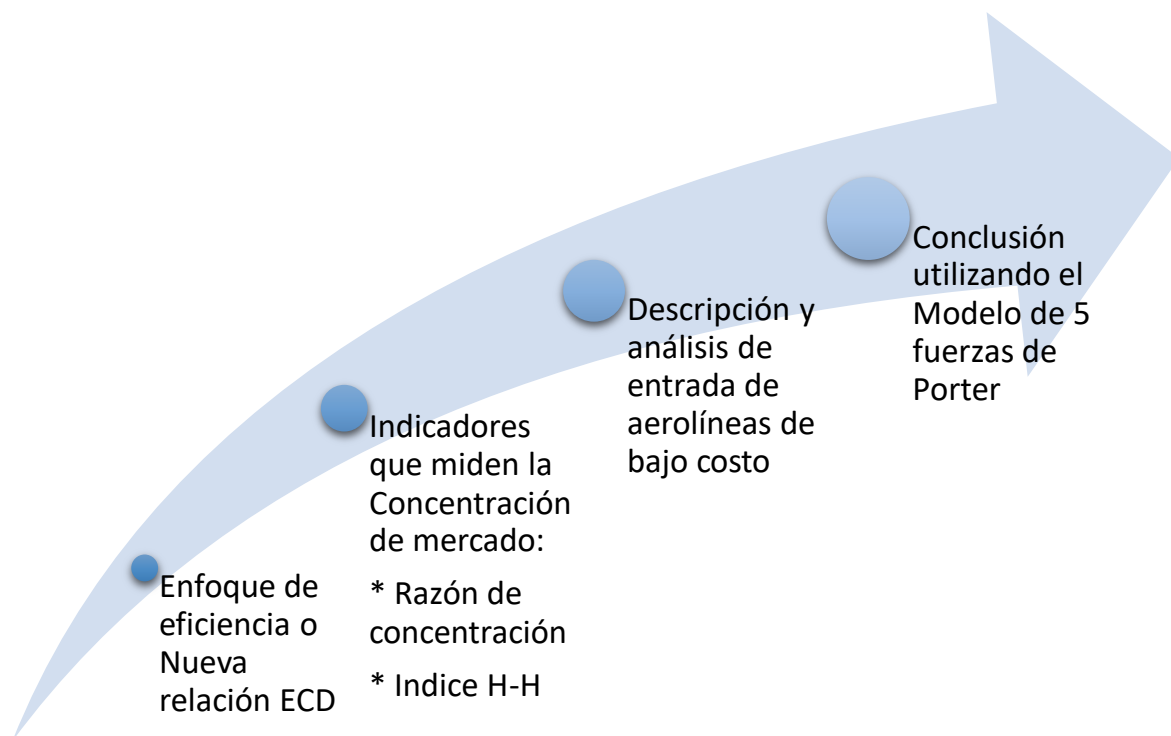 Enfoque de
eficiencia o
Nueva
relación ECD
Indicadores
que miden la
Concentración
de mercado:
* Razón de
concentración
* Indice H-H
Descripción y
análisis de
entrada de
aerolíneas de
bajo costo
Conclusión
utilizando el
Modelo de 5
fuerzas de
Porter